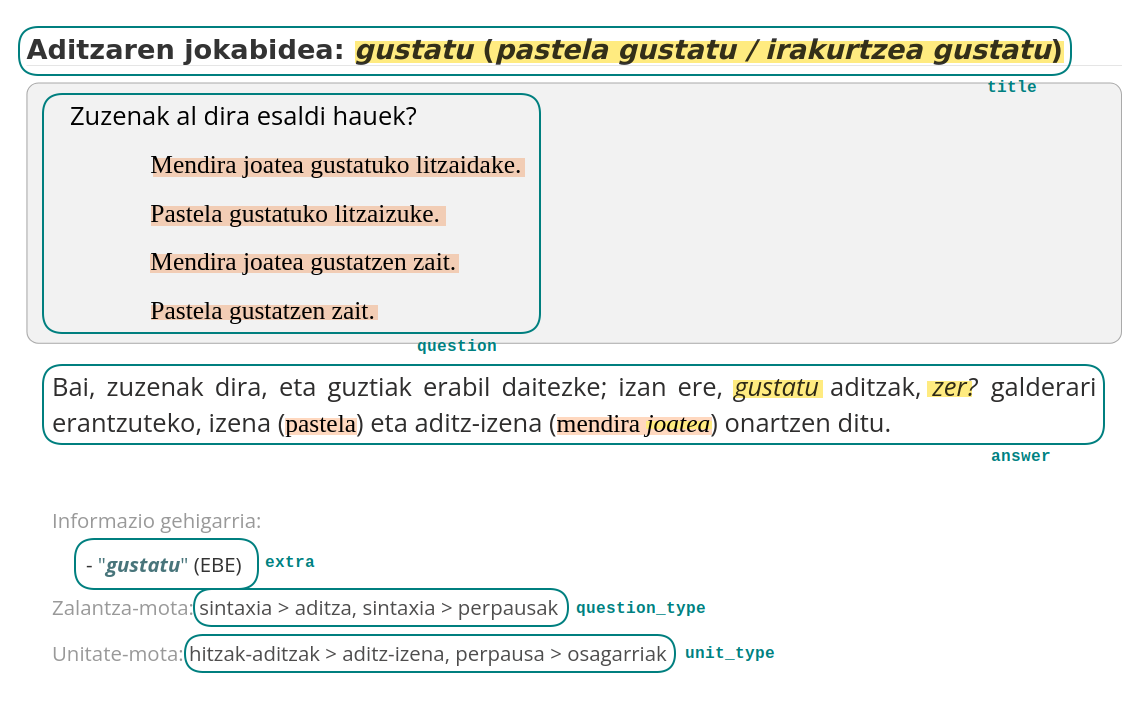 Aditzaren jokabidea: gustatu (pastela gustatu / irakurtzea gustatu)
title
Zuzenak al dira esaldi hauek?
Mendira joatea gustatuko litzaidake.
Pastela gustatuko litzaizuke.
Mendira joatea gustatzen zait.
Pastela gustatzen zait.
question
Bai, zuzenak dira, eta guztiak erabil daitezke; izan ere, gustatu aditzak, zer? galderari
erantzuteko, izena (pastela) eta aditz-izena (mendira joatea) onartzen ditu.
answer
Informazio gehigarria:
- "gustatu" (EBE) extra
Zalantza-mota: sintaxia > aditza, sintaxia > perpausak question_type
Unitate-mota: hitzak-aditzak > aditz-izena, perpausa > osagarriak unit_type